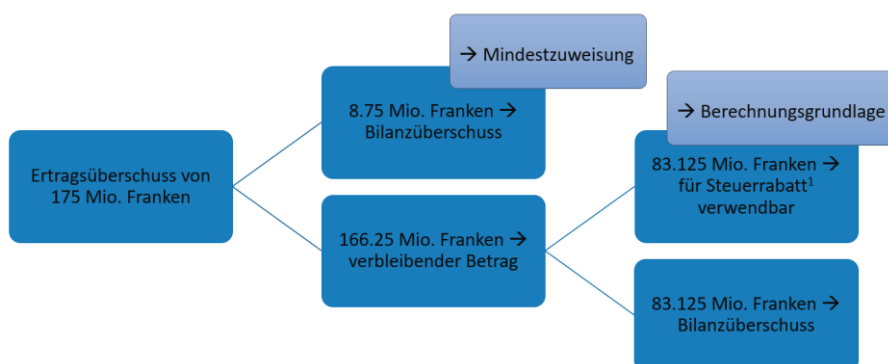 → Mindestzuweisung
8.75 Mio. Franken →
Bilanzüberschuss
→ Berechnungsgrundlage
Ertragsüberschuss von
175 Mio. Franken
83.125 Mio. Franken →
für Steuerrabatt¹
verwendbar
166.25 Mio. Franken →
verbleibender Betrag
83.125 Mio. Franken →
Bilanzüberschuss